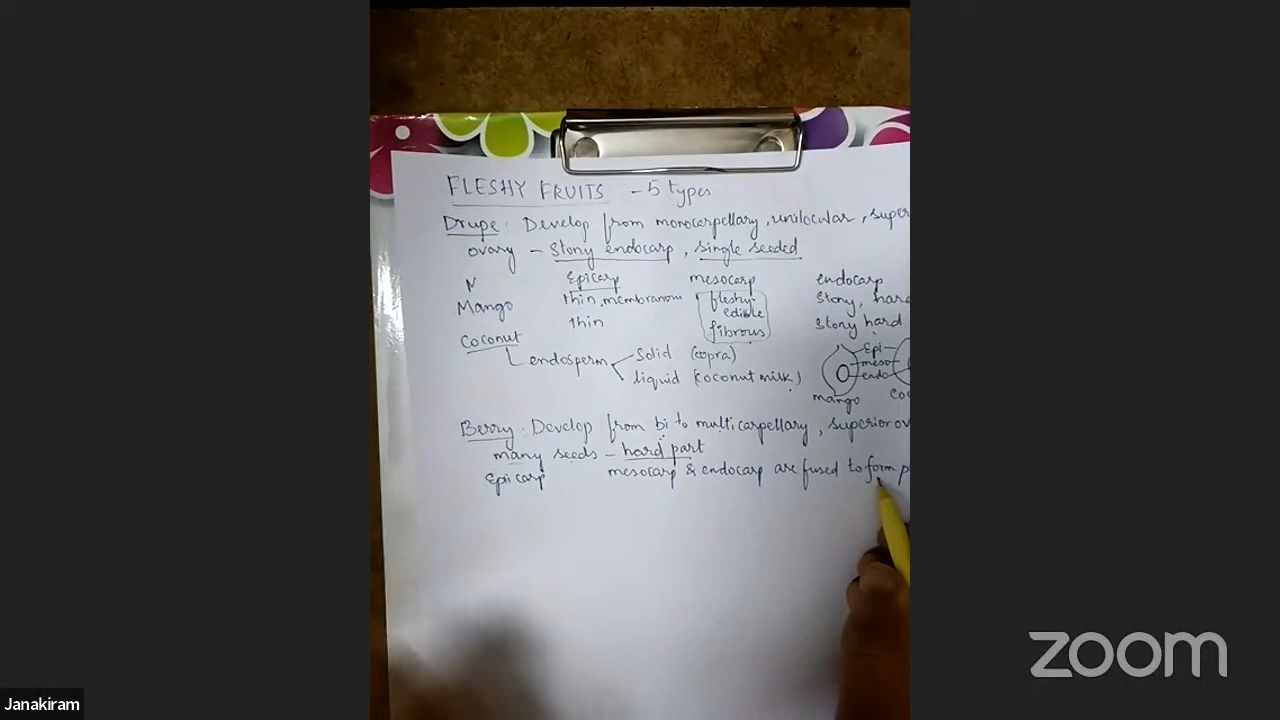 FLESHY FRUITS - 5 types
Drupe : Develop from monocarpellary, unilocular, super
ovary - Stony endocarp, single seeded
N Epicarp mesocarp endocarp
Mango thin, membranous fleshy edible Stony, hard
Coconut thin fibrous Stony hard
endosperm solid (copra)
liquid (coconut milk)
Epi
meso
endo
mango Coc
Berry : Develop from bi to multicarpellary, superior ov
many seeds - hard part
Epicarp mesocarp & endocarp are fused to form p
zoom
Janakiram